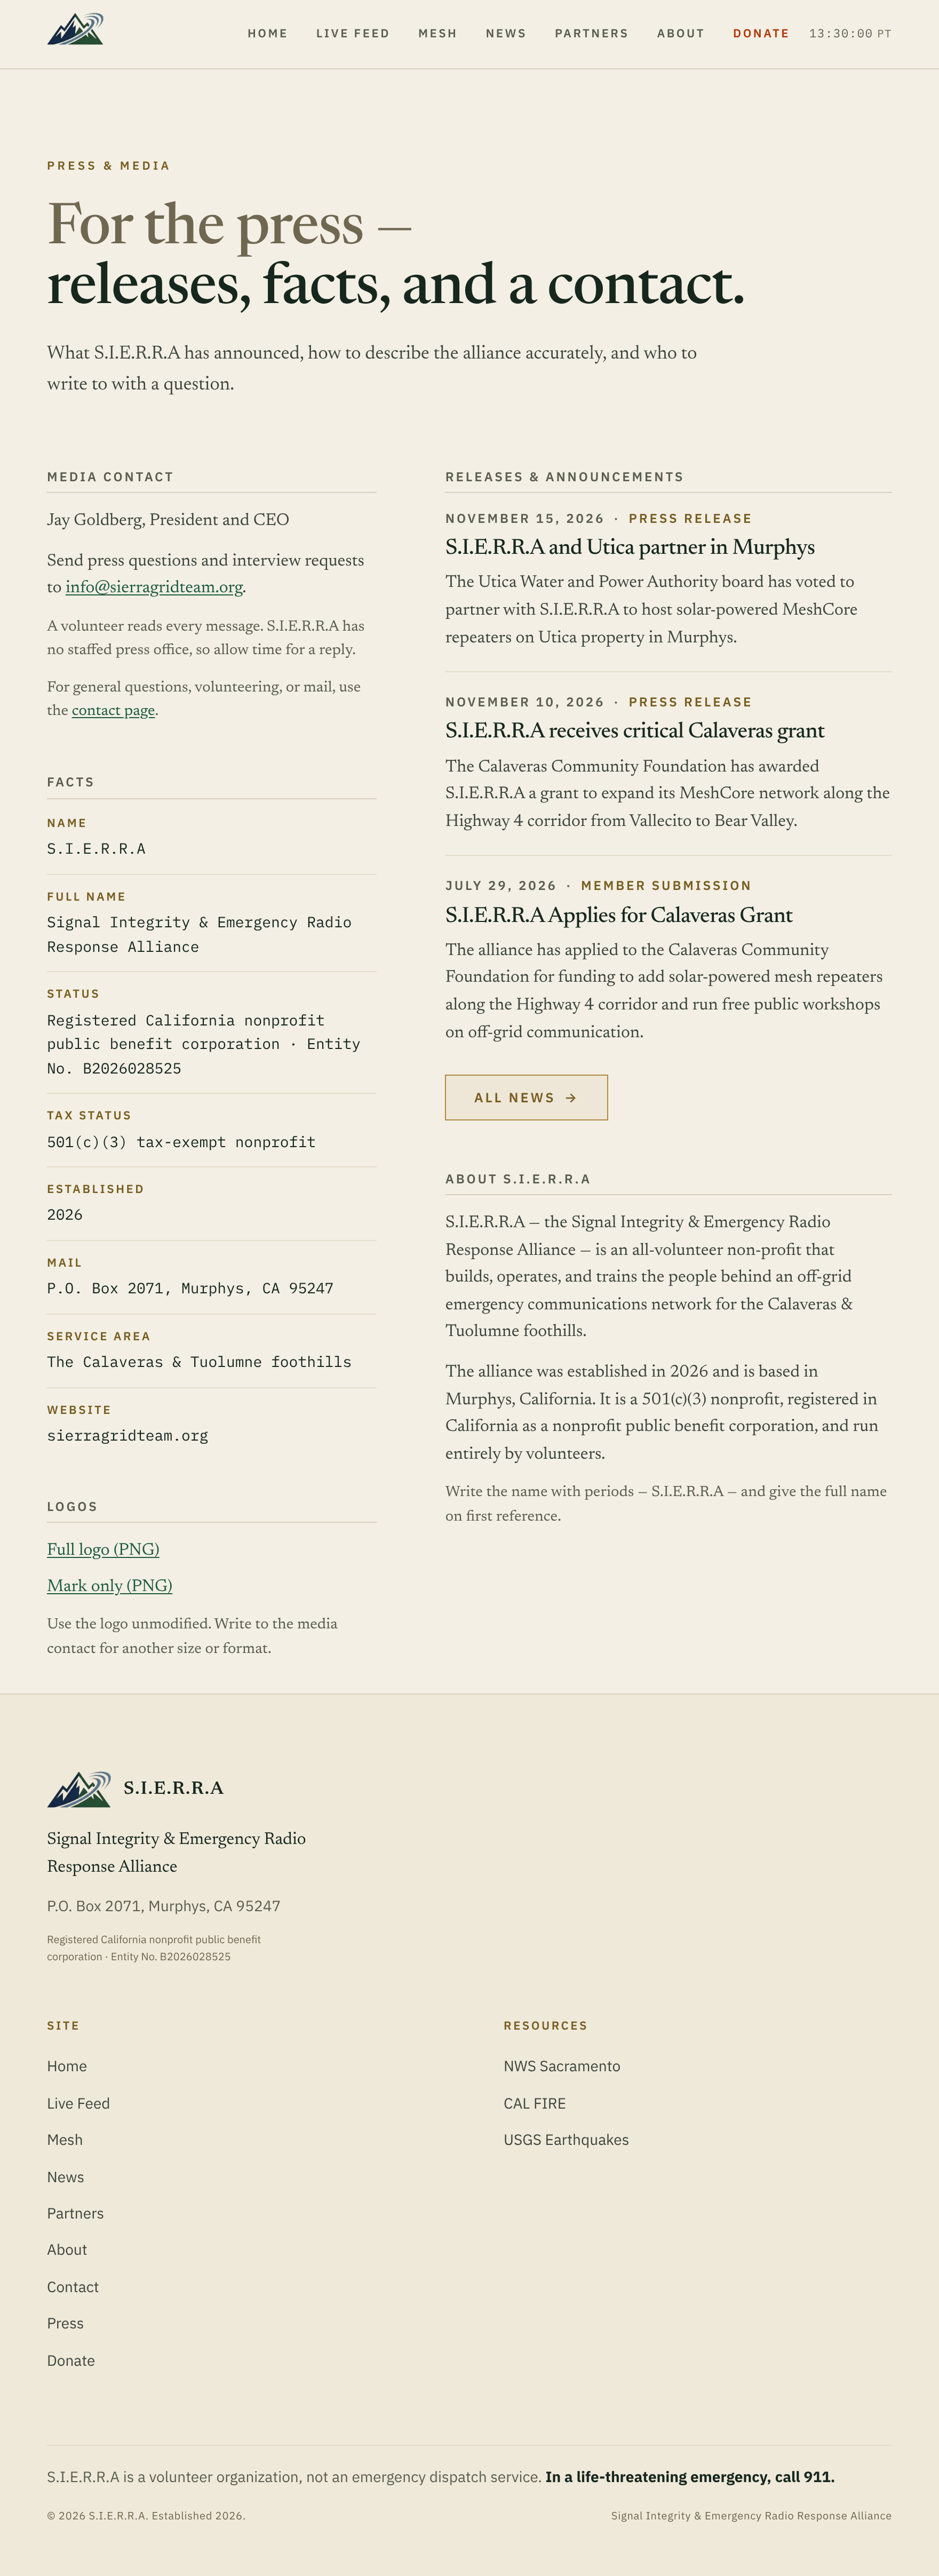 HOME LIVE FEED MESH NEWS PARTNERS ABOUT DONATE 13:30:00 PT
PRESS & MEDIA
For the press —
releases, facts, and a contact.
What S.I.E.R.R.A has announced, how to describe the alliance accurately, and who to
write to with a question.
MEDIA CONTACT
Jay Goldberg, President and CEO
Send press questions and interview requests
to info@sierragridteam.org.
A volunteer reads every message. S.I.E.R.R.A has
no staffed press office, so allow time for a reply.
For general questions, volunteering, or mail, use
the contact page.
FACTS
NAME
S.I.E.R.R.A
FULL NAME
Signal Integrity & Emergency Radio
Response Alliance
STATUS
Registered California nonprofit
public benefit corporation · Entity
No. B2026028525
TAX STATUS
501(c)(3) tax-exempt nonprofit
ESTABLISHED
2026
MAIL
P.O. Box 2071, Murphys, CA 95247
SERVICE AREA
The Calaveras & Tuolumne foothills
WEBSITE
sierragridteam.org
LOGOS
Full logo (PNG)
Mark only (PNG)
Use the logo unmodified. Write to the media
contact for another size or format.
RELEASES & ANNOUNCEMENTS
NOVEMBER 15, 2026 · PRESS RELEASE
S.I.E.R.R.A and Utica partner in Murphys
The Utica Water and Power Authority board has voted to
partner with S.I.E.R.R.A to host solar-powered MeshCore
repeaters on Utica property in Murphys.
NOVEMBER 10, 2026 · PRESS RELEASE
S.I.E.R.R.A receives critical Calaveras grant
The Calaveras Community Foundation has awarded
S.I.E.R.R.A a grant to expand its MeshCore network along the
Highway 4 corridor from Vallecito to Bear Valley.
JULY 29, 2026 · MEMBER SUBMISSION
S.I.E.R.R.A Applies for Calaveras Grant
The alliance has applied to the Calaveras Community
Foundation for funding to add solar-powered mesh repeaters
along the Highway 4 corridor and run free public workshops
on off-grid communication.
ALL NEWS →
ABOUT S.I.E.R.R.A
S.I.E.R.R.A — the Signal Integrity & Emergency Radio
Response Alliance — is an all-volunteer non-profit that
builds, operates, and trains the people behind an off-grid
emergency communications network for the Calaveras &
Tuolumne foothills.
The alliance was established in 2026 and is based in
Murphys, California. It is a 501(c)(3) nonprofit, registered in
California as a nonprofit public benefit corporation, and run
entirely by volunteers.
Write the name with periods — S.I.E.R.R.A — and give the full name
on first reference.
S.I.E.R.R.A
Signal Integrity & Emergency Radio
Response Alliance
P.O. Box 2071, Murphys, CA 95247
Registered California nonprofit public benefit
corporation · Entity No. B2026028525
SITE
Home
Live Feed
Mesh
News
Partners
About
Contact
Press
Donate
RESOURCES
NWS Sacramento
CAL FIRE
USGS Earthquakes
S.I.E.R.R.A is a volunteer organization, not an emergency dispatch service. In a life-threatening emergency, call 911.
© 2026 S.I.E.R.R.A. Established 2026.
Signal Integrity & Emergency Radio Response Alliance